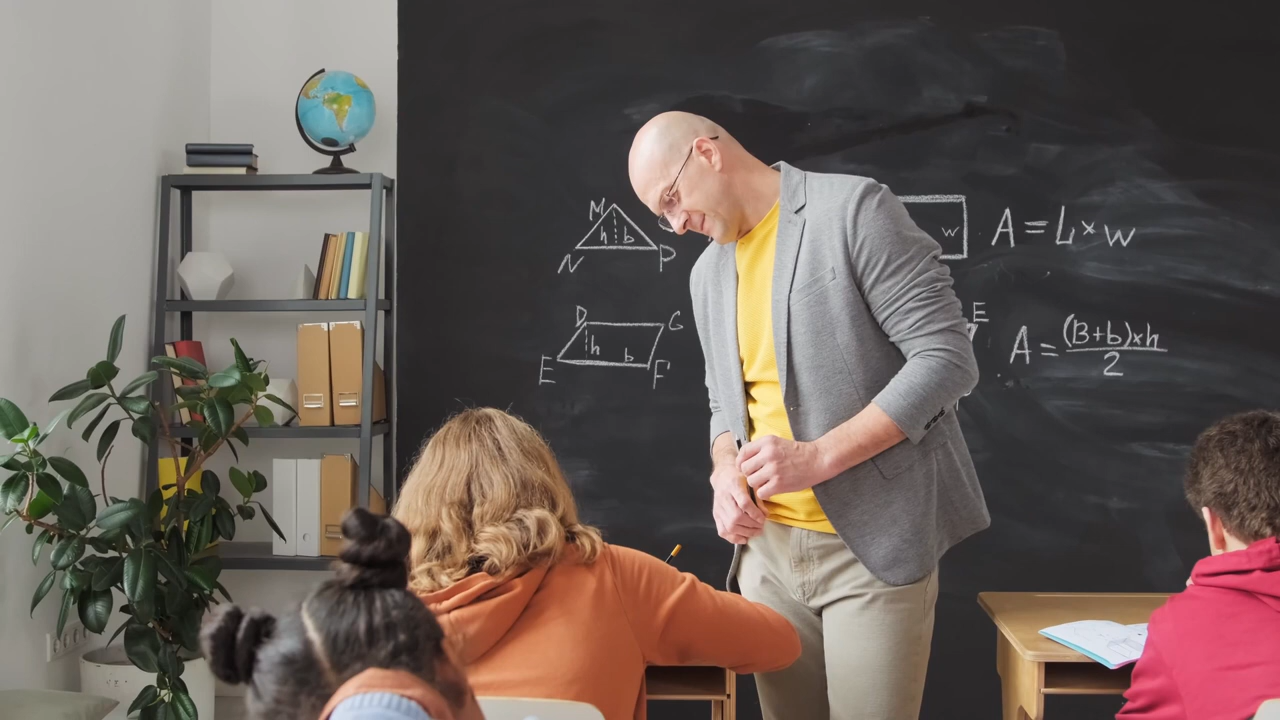 M
h b
N P
w
A = L × w
D G
h b
E F
E
A = (B+b)×h
2